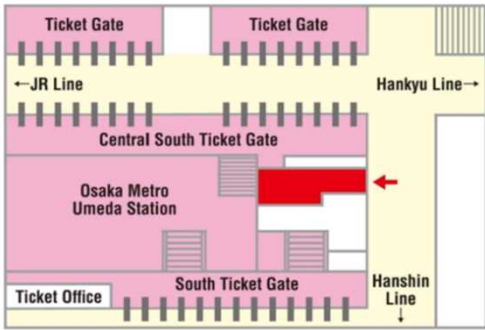 Ticket Gate
Ticket Gate
←JR Line
Hankyu Line→
Central South Ticket Gate
Osaka Metro
Umeda Station
South Ticket Gate
Ticket Office
Hanshin
Line
↓